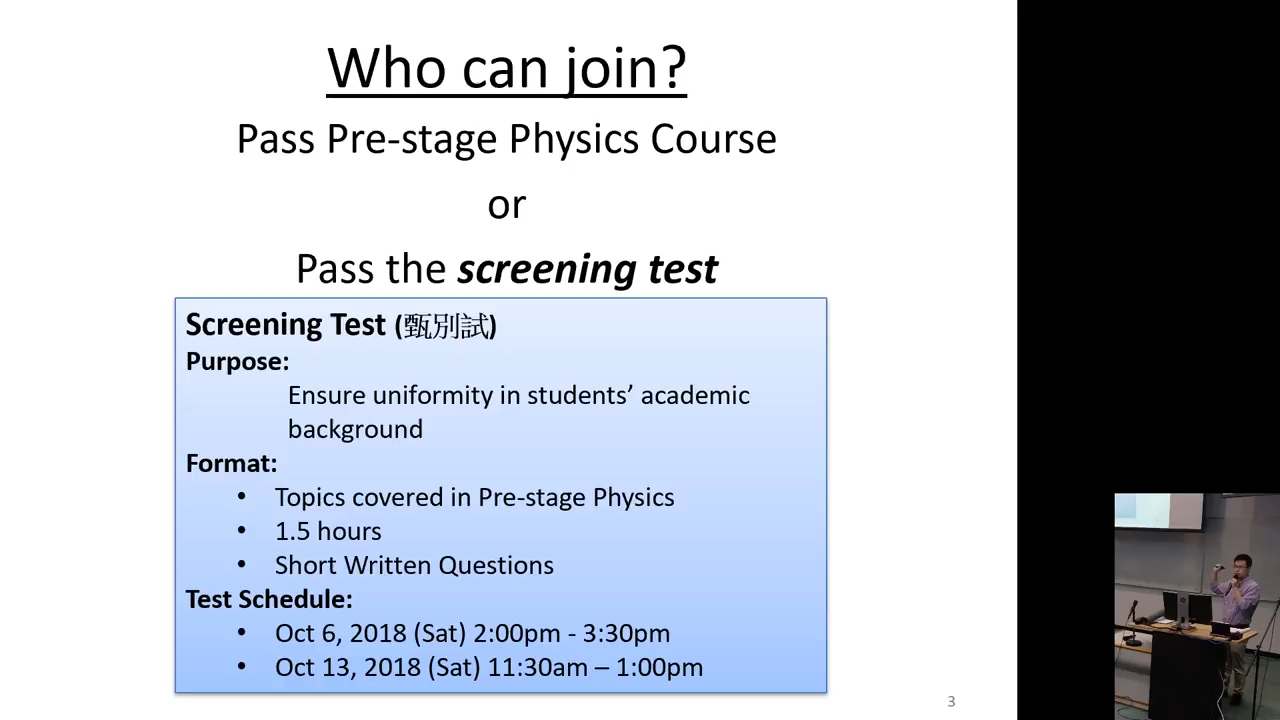 Who can join?
Pass Pre-stage Physics Course
or
Pass the screening test
Screening Test (甄別試)
Purpose:
Ensure uniformity in students’ academic
background
Format:
• Topics covered in Pre-stage Physics
• 1.5 hours
• Short Written Questions
Test Schedule:
• Oct 6, 2018 (Sat) 2:00pm - 3:30pm
• Oct 13, 2018 (Sat) 11:30am – 1:00pm
3